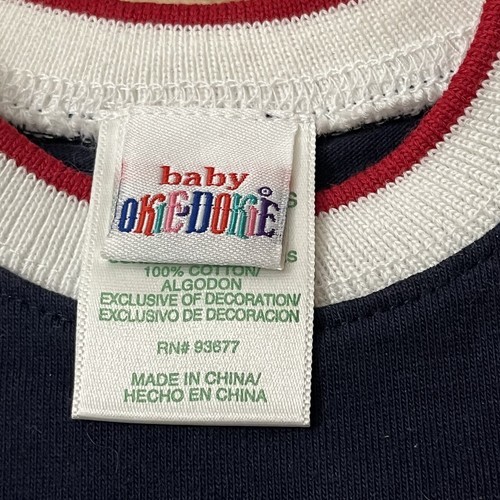 baby
OKIE-DOKIE
S
S
100% COTTON/
ALGODON
EXCLUSIVE OF DECORATION/
EXCLUSIVO DE DECORACION
RN# 93677
MADE IN CHINA/
HECHO EN CHINA